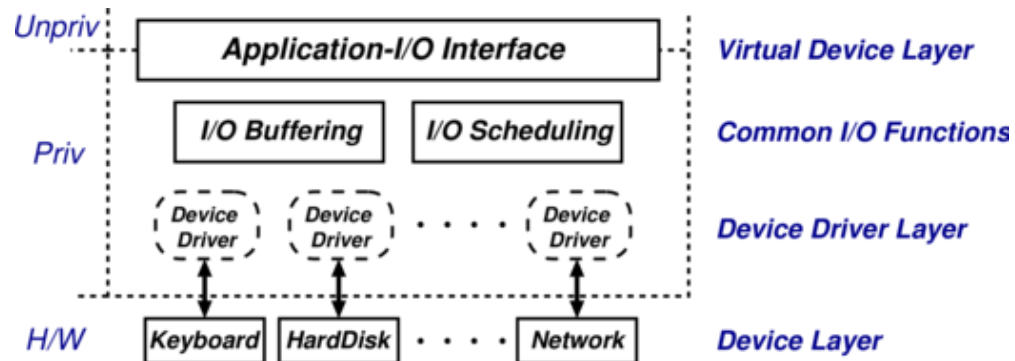 Unpriv
Application-I/O Interface
Virtual Device Layer
Priv
I/O Buffering
I/O Scheduling
Common I/O Functions
Device
Driver
Device
Driver
Device
Driver
Device Driver Layer
H/W
Keyboard
HardDisk
Network
Device Layer